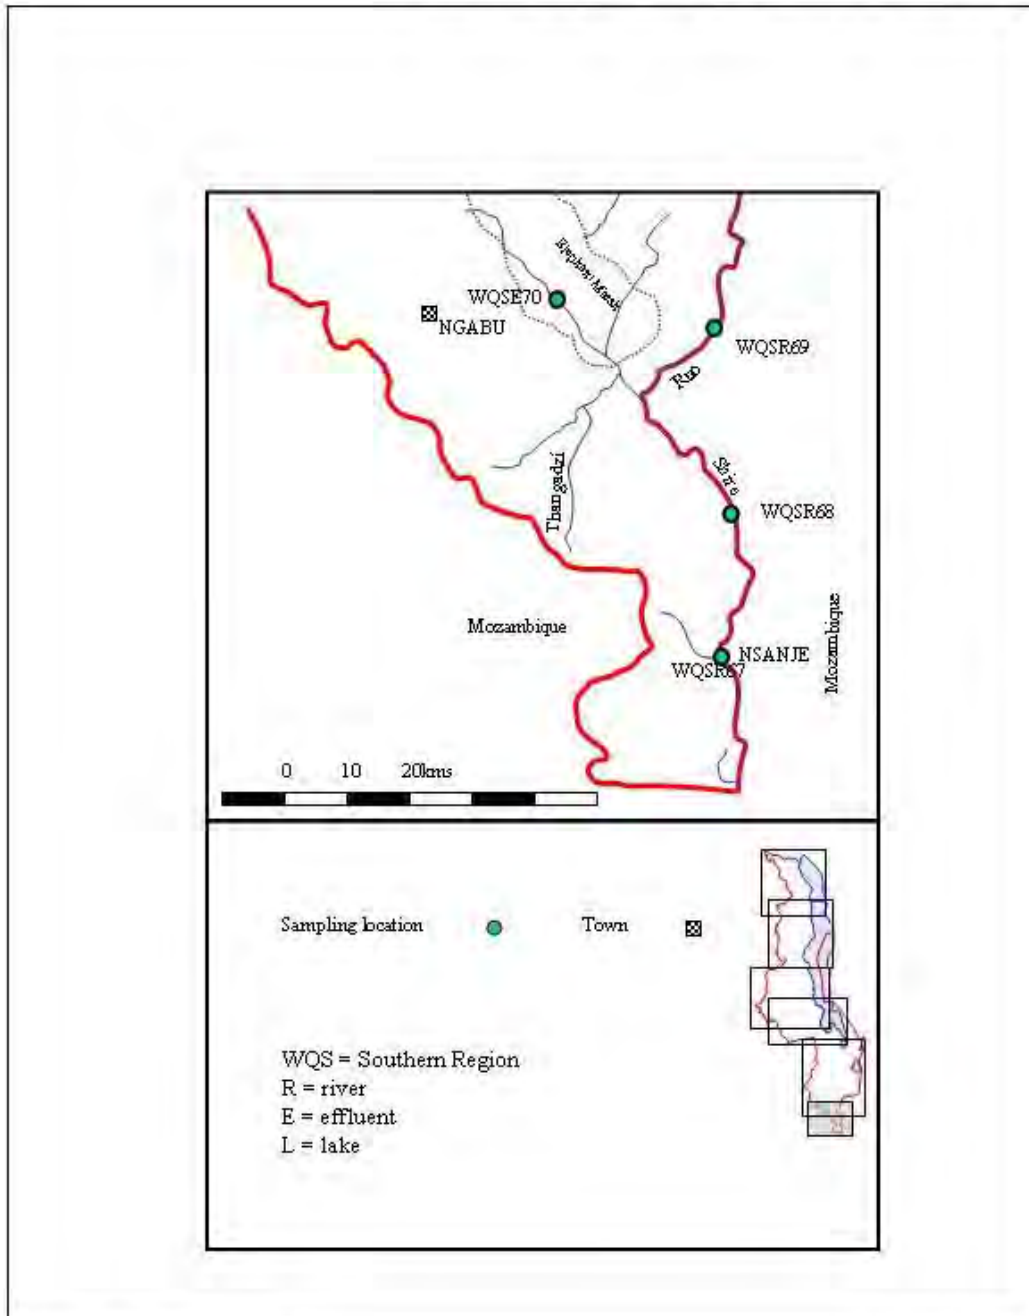 Elephant Marsh
WQSE70
NGABU
WQSR69
Ruo
Shire
Thangadzi
WQSR68
Mozambique
Mozambique
NSANJE
WQSR67
0 10 20kms
Sampling location
Town
WQS = Southern Region
R = river
E = effluent
L = lake